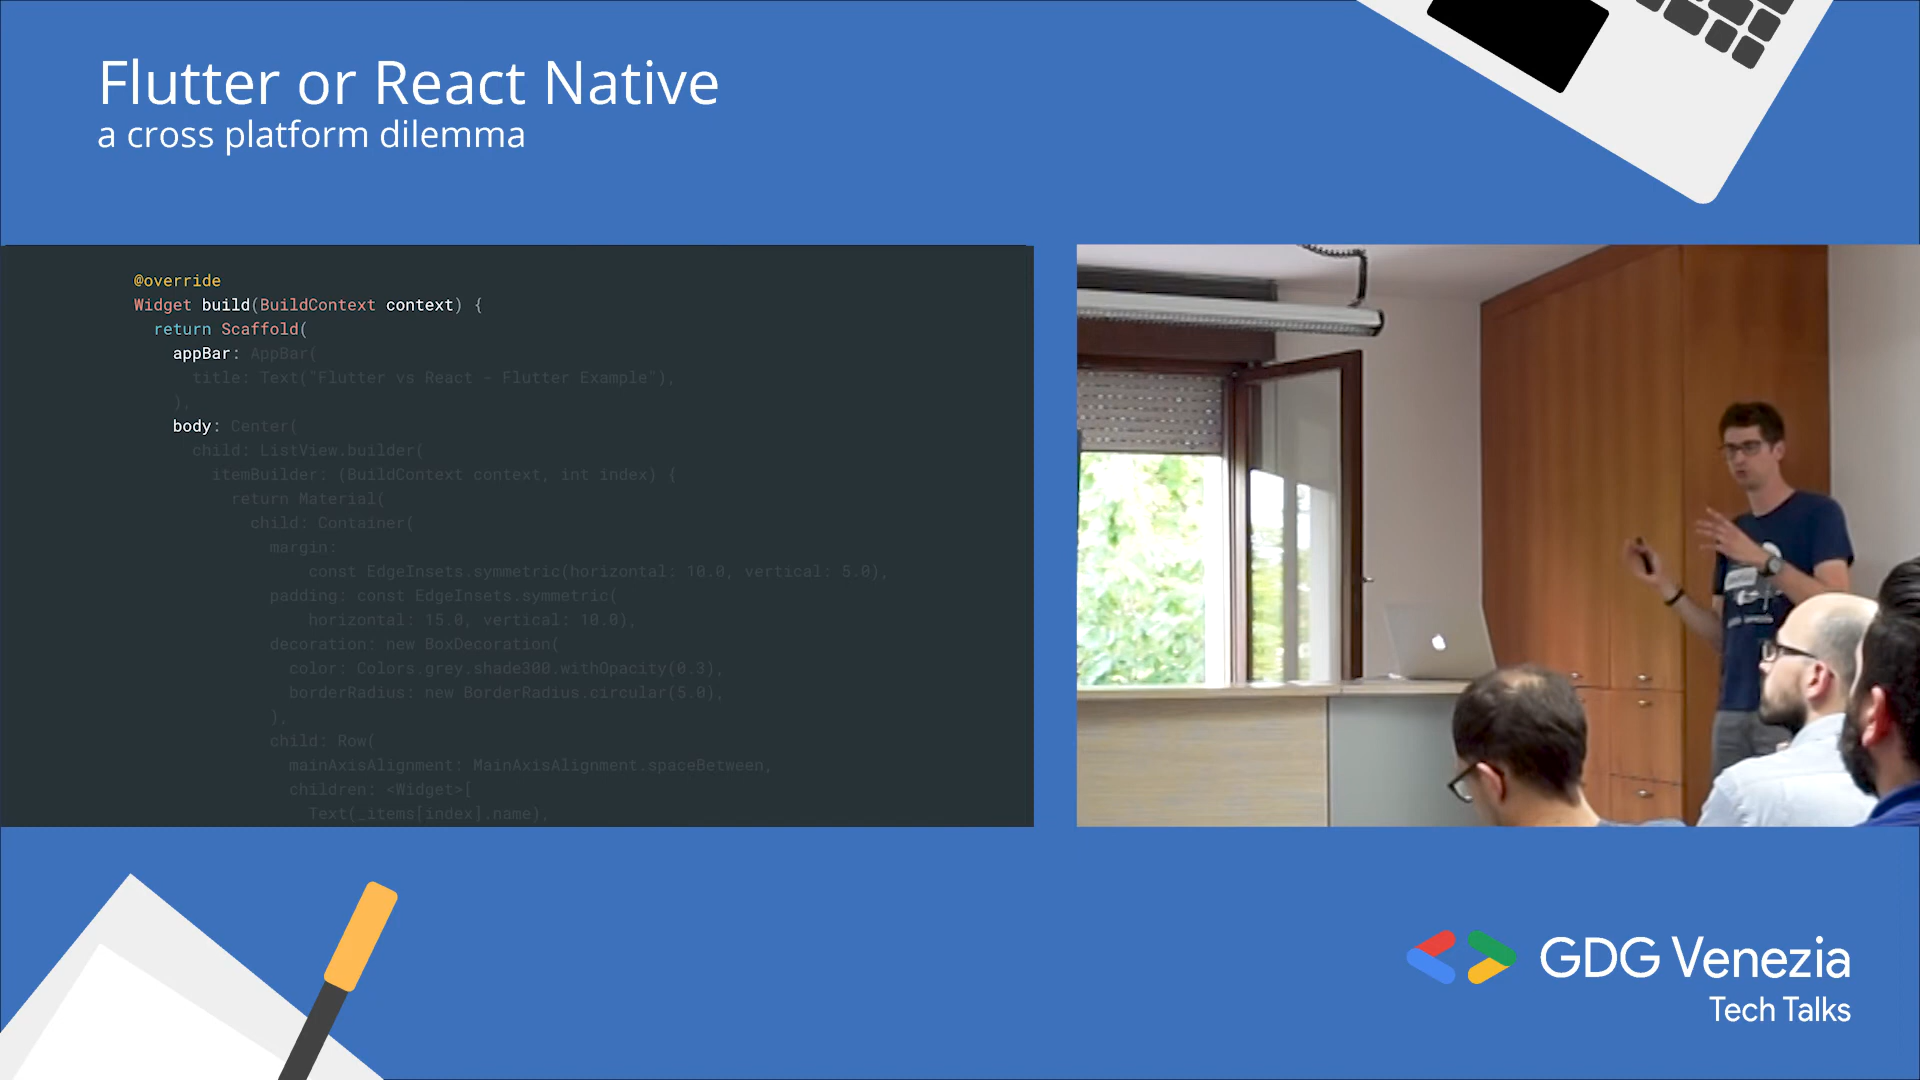 Flutter or React Native
a cross platform dilemma
@override
Widget build(BuildContext context) {
return Scaffold(
appBar: AppBar(
title: Text("Flutter vs React - Flutter Example"),
),
body: Center(
child: ListView.builder(
itemBuilder: (BuildContext context, int index) {
return Material(
child: Container(
margin:
const EdgeInsets.symmetric(horizontal: 10.0, vertical: 5.0),
padding: const EdgeInsets.symmetric(
horizontal: 15.0, vertical: 10.0),
decoration: new BoxDecoration(
color: Colors.grey.shade300.withOpacity(0.3),
borderRadius: new BorderRadius.circular(5.0),
),
child: Row(
mainAxisAlignment: MainAxisAlignment.spaceBetween,
children: <Widget>[
Text(_items[index].name),
GDG Venezia
Tech Talks